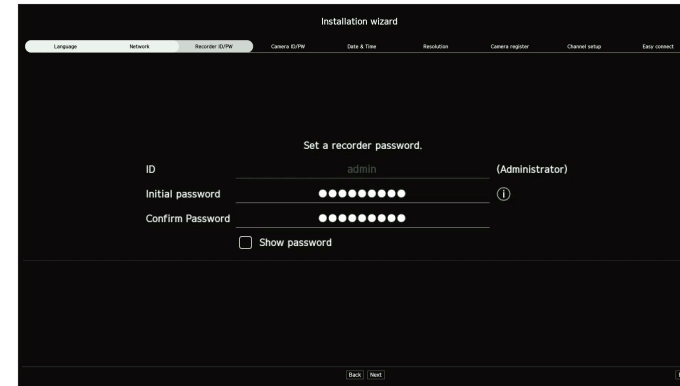 Installation wizard
Language Network Recorder ID/PW Camera ID/PW Date & Time Resolution Camera register Channel setup Easy connect
Set a recorder password.
ID admin (Administrator)
Initial password ●●●●●●●●● ⓘ
Confirm Password ●●●●●●●●●
Show password
Back Next